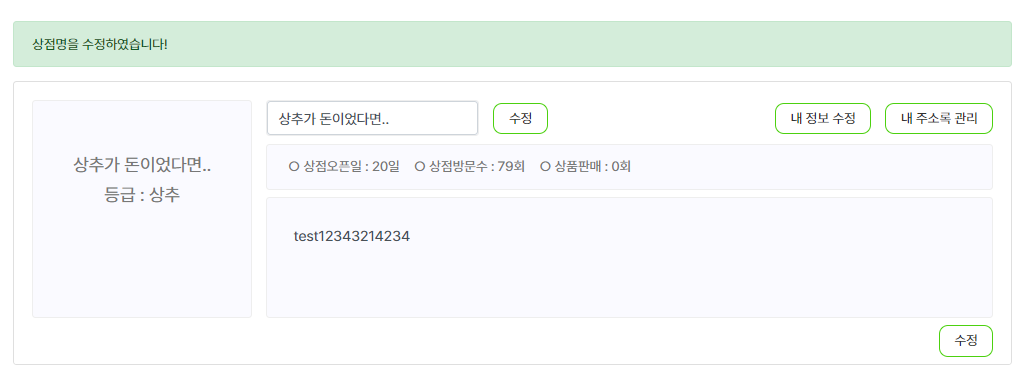 상점명을 수정하였습니다!
상추가 돈이었다면..
등급 : 상추
상추가 돈이었다면.. 수정 내 정보 수정 내 주소록 관리
ㅇ 상점오픈일 : 20일 ㅇ 상점방문수 : 79회 ㅇ 상품판매 : 0회
test12343214234
수정